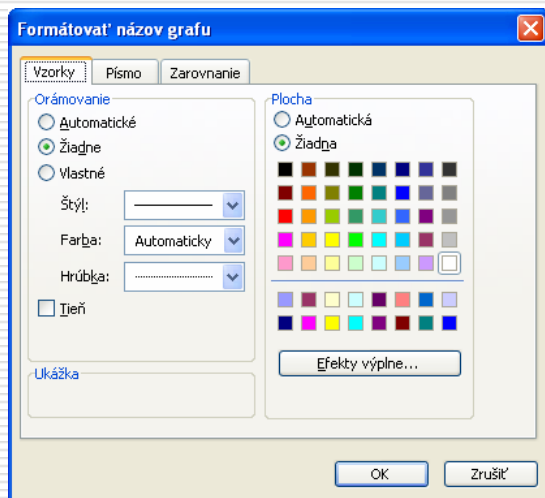 Formátovať názov grafu
Vzorky
Písmo
Zarovnanie
Orámovanie
Automatické
Žiadne
Vlastné
Štýl:
Farba:
Automaticky
Hrúbka:
Tieň
Ukážka
Plocha
Automatická
Žiadna
Efekty výplne...
OK
Zrušiť